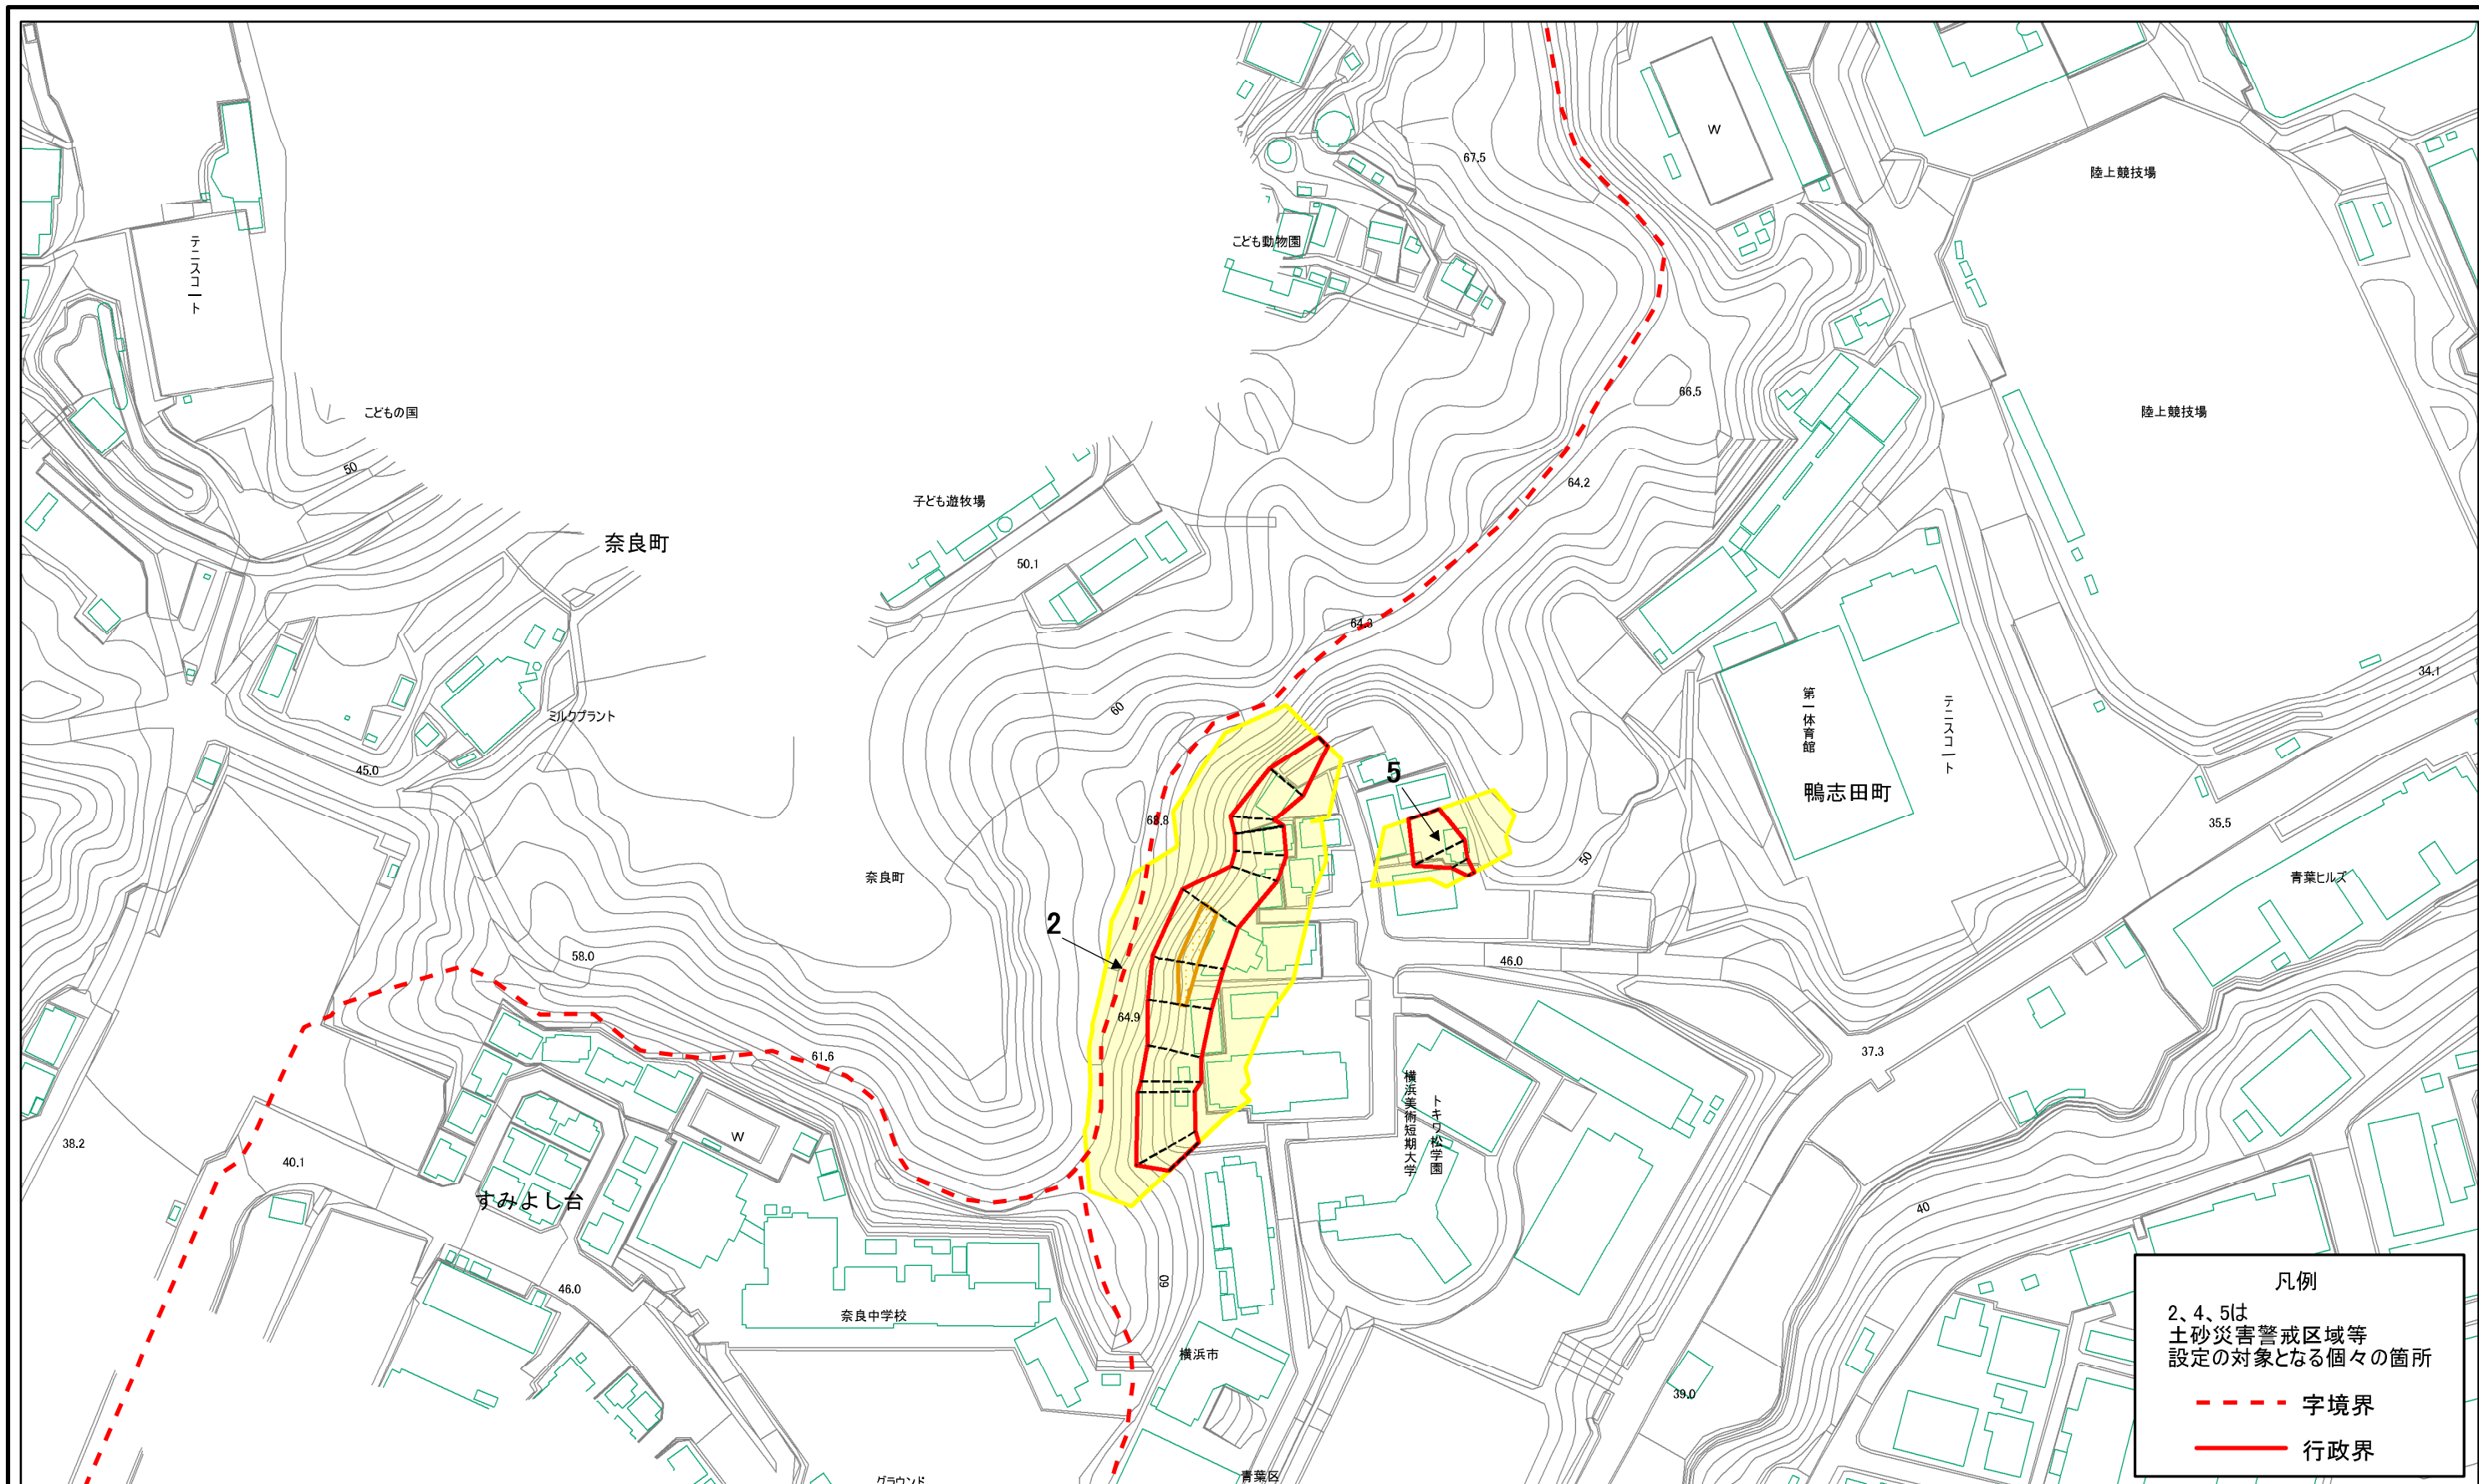 W
陸上競技場
67.5
こども動物園
テニスコート
66.5
こどもの国
陸上競技場
50
64.2
子ども遊牧場
奈良町
50.1
64.3
34.1
60
第一体育館
テニスコート
ミルクプラント
45.0
5
鴨志田町
35.5
50
奈良町
青葉ヒルズ
2
58.0
46.0
64.9
61.6
37.3
横浜美術短期大学
トキワ松学園
W
38.2
40.1
すみよし台
40
60
46.0
奈良中学校
横浜市
39.0
グラウンド
青葉区
凡例
2、4、5は
土砂災害警戒区域等
設定の対象となる個々の箇所
字境界
行政界